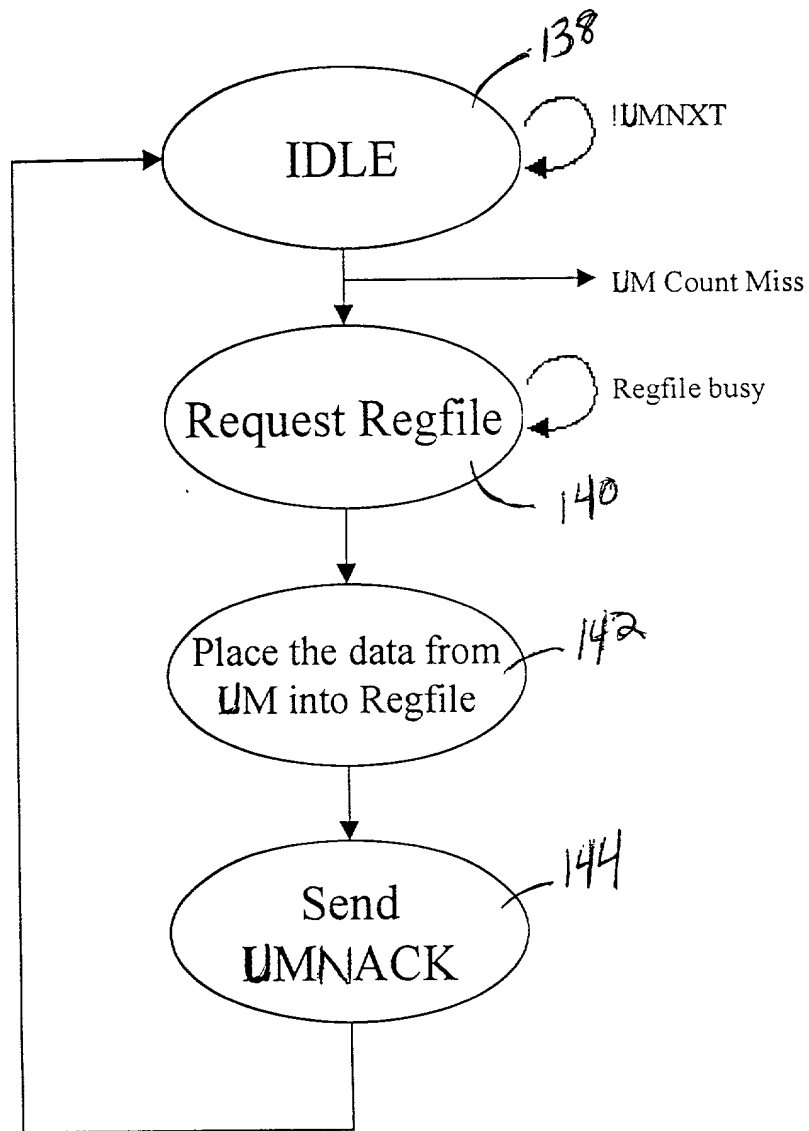 138
!UMNXT
IDLE
UM Count Miss
Request Regfile
Regfile busy
140
Place the data from
UM into Regfile
142
144
Send
UMNACK